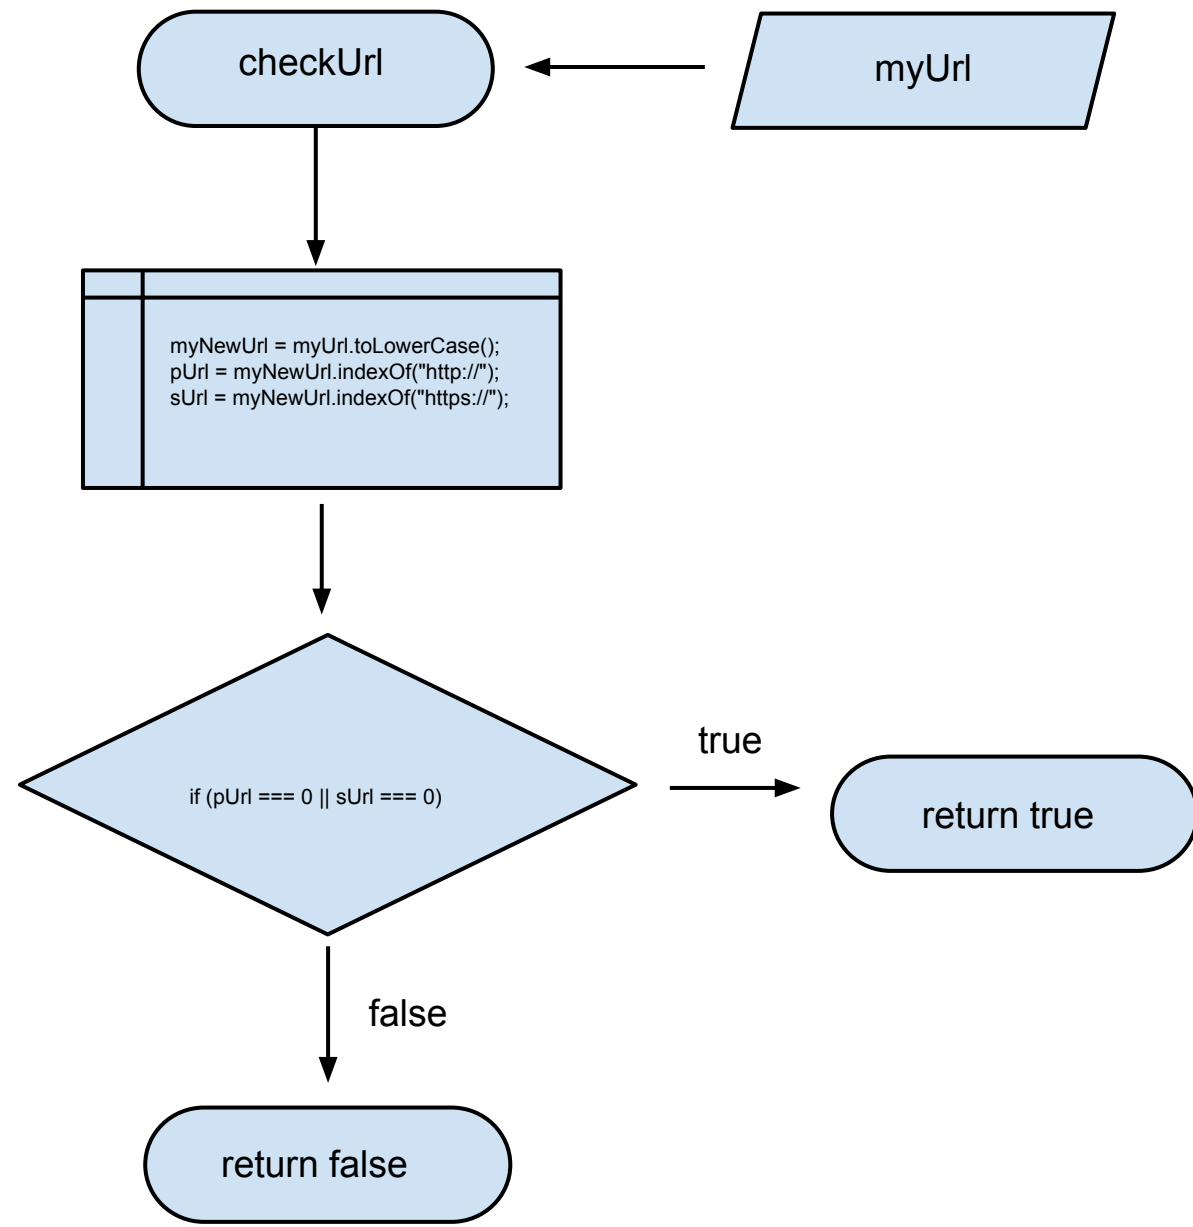 checkUrl
myUrl
myNewUrl = myUrl.toLowerCase();
pUrl = myNewUrl.indexOf("http://");
sUrl = myNewUrl.indexOf("https://");
if (pUrl === 0 || sUrl === 0)
true
return true
false
return false